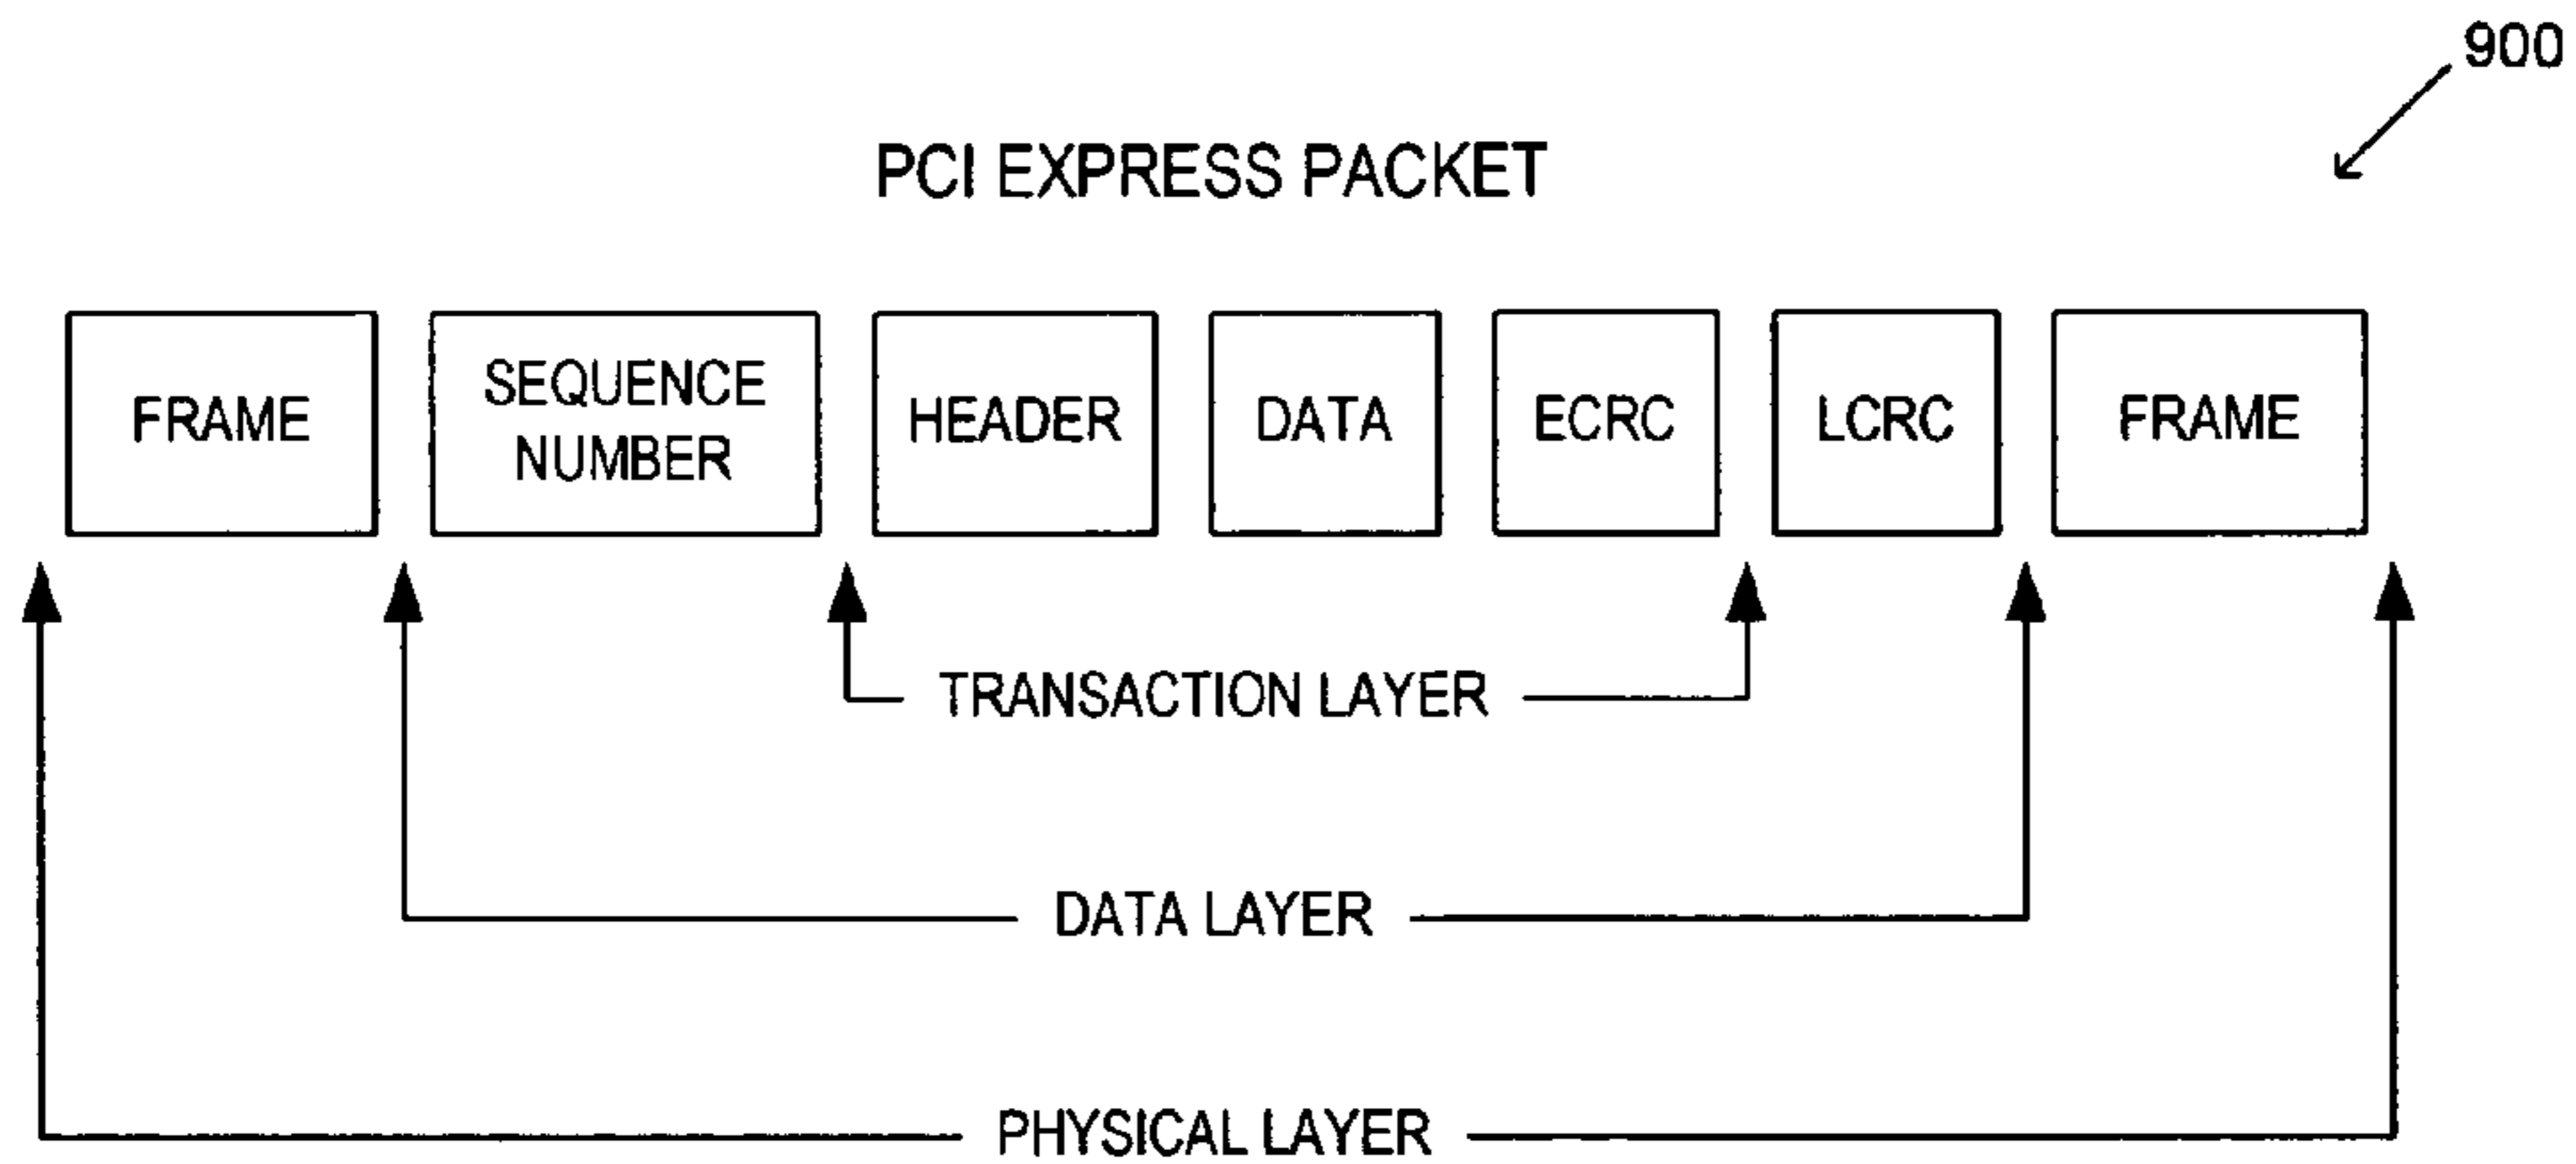 900
PCI EXPRESS PACKET
FRAME
SEQUENCE
NUMBER
HEADER
DATA
ECRC
LCRC
FRAME
TRANSACTION LAYER
DATA LAYER
PHYSICAL LAYER